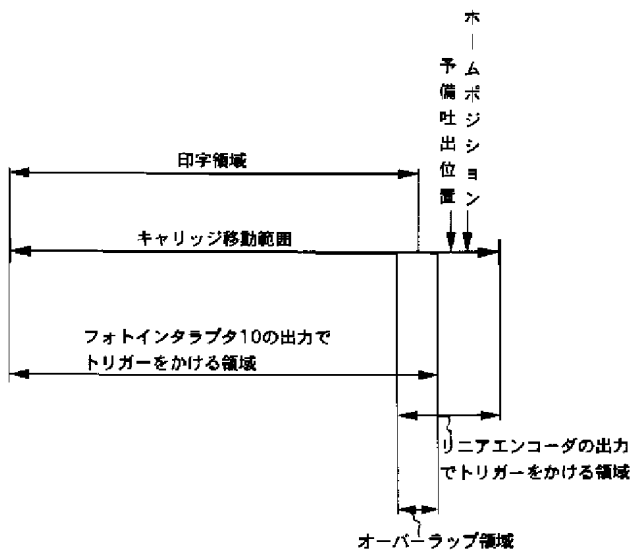 ホームポジション
予備吐出位置
印字領域
キャリッジ移動範囲
フォトインタラプタ10の出力で
トリガーをかける領域
リニアエンコーダの出力
でトリガーをかける領域
オーバーラップ領域